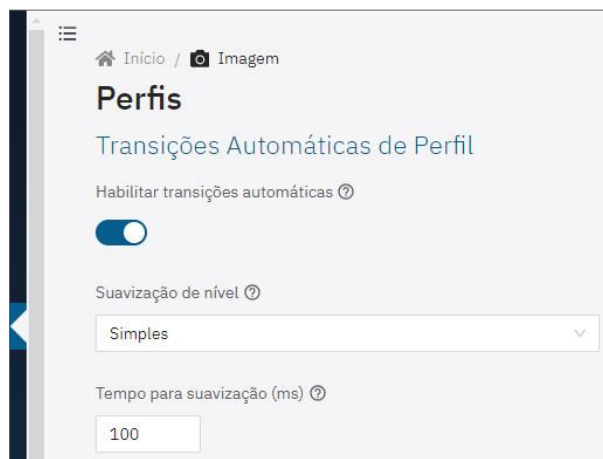 Início / Imagem
Perfis
Transições Automáticas de Perfil
Habilitar transições automáticas
Suavização de nível
Simples
Tempo para suavização (ms)
100